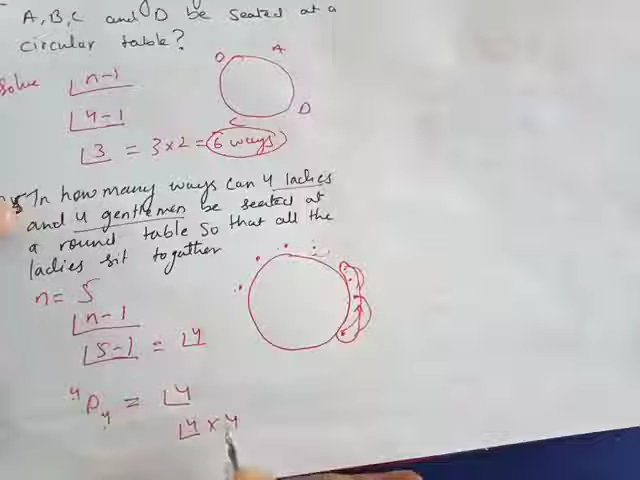 A, B, C and D be seated at a
circular table?
Solve
∟n-1
O
A
∟4-1
D
∟3 = 3×2 = 6 ways
In how many ways can 4 ladies
and 4 gentlemen be seated at
a round table so that all the
ladies sit together
n = 5
∟n-1
∟5-1 = ∟4
⁴P₄ = ∟4
∟4 × 4